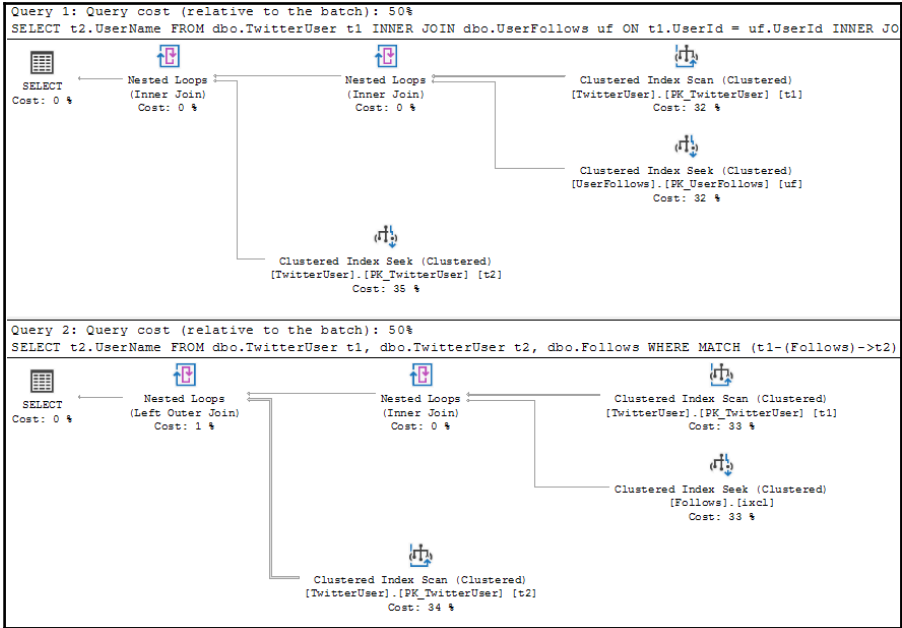 Query 1: Query cost (relative to the batch): 50%
SELECT t2.UserName FROM dbo.TwitterUser t1 INNER JOIN dbo.UserFollows uf ON t1.UserId = uf.UserId INNER JO
SELECT
Cost: 0 %
Nested Loops
(Inner Join)
Cost: 0 %
Nested Loops
(Inner Join)
Cost: 0 %
Clustered Index Scan (Clustered)
[TwitterUser].[PK_TwitterUser] [t1]
Cost: 32 %
Clustered Index Seek (Clustered)
[UserFollows].[PK_UserFollows] [uf]
Cost: 32 %
Clustered Index Seek (Clustered)
[TwitterUser].[PK_TwitterUser] [t2]
Cost: 35 %
Query 2: Query cost (relative to the batch): 50%
SELECT t2.UserName FROM dbo.TwitterUser t1, dbo.TwitterUser t2, dbo.Follows WHERE MATCH (t1-(Follows)->t2)
SELECT
Cost: 0 %
Nested Loops
(Left Outer Join)
Cost: 1 %
Nested Loops
(Inner Join)
Cost: 0 %
Clustered Index Scan (Clustered)
[TwitterUser].[PK_TwitterUser] [t1]
Cost: 33 %
Clustered Index Seek (Clustered)
[Follows].[ixcl]
Cost: 33 %
Clustered Index Scan (Clustered)
[TwitterUser].[PK_TwitterUser] [t2]
Cost: 34 %